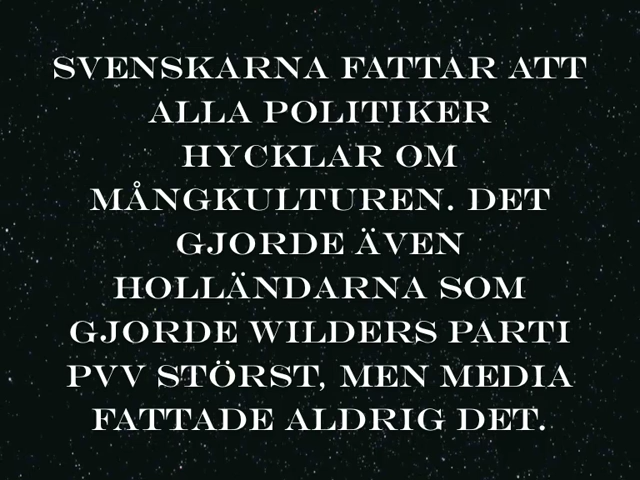 SVENSKARNA FATTAR ATT
ALLA POLITIKER
HYCKLAR OM
MÅNGKULTUREN. DET
GJORDE ÄVEN
HOLLÄNDARNA SOM
GJORDE WILDERS PARTI
PVV STÖRST, MEN MEDIA
FATTADE ALDRIG DET.